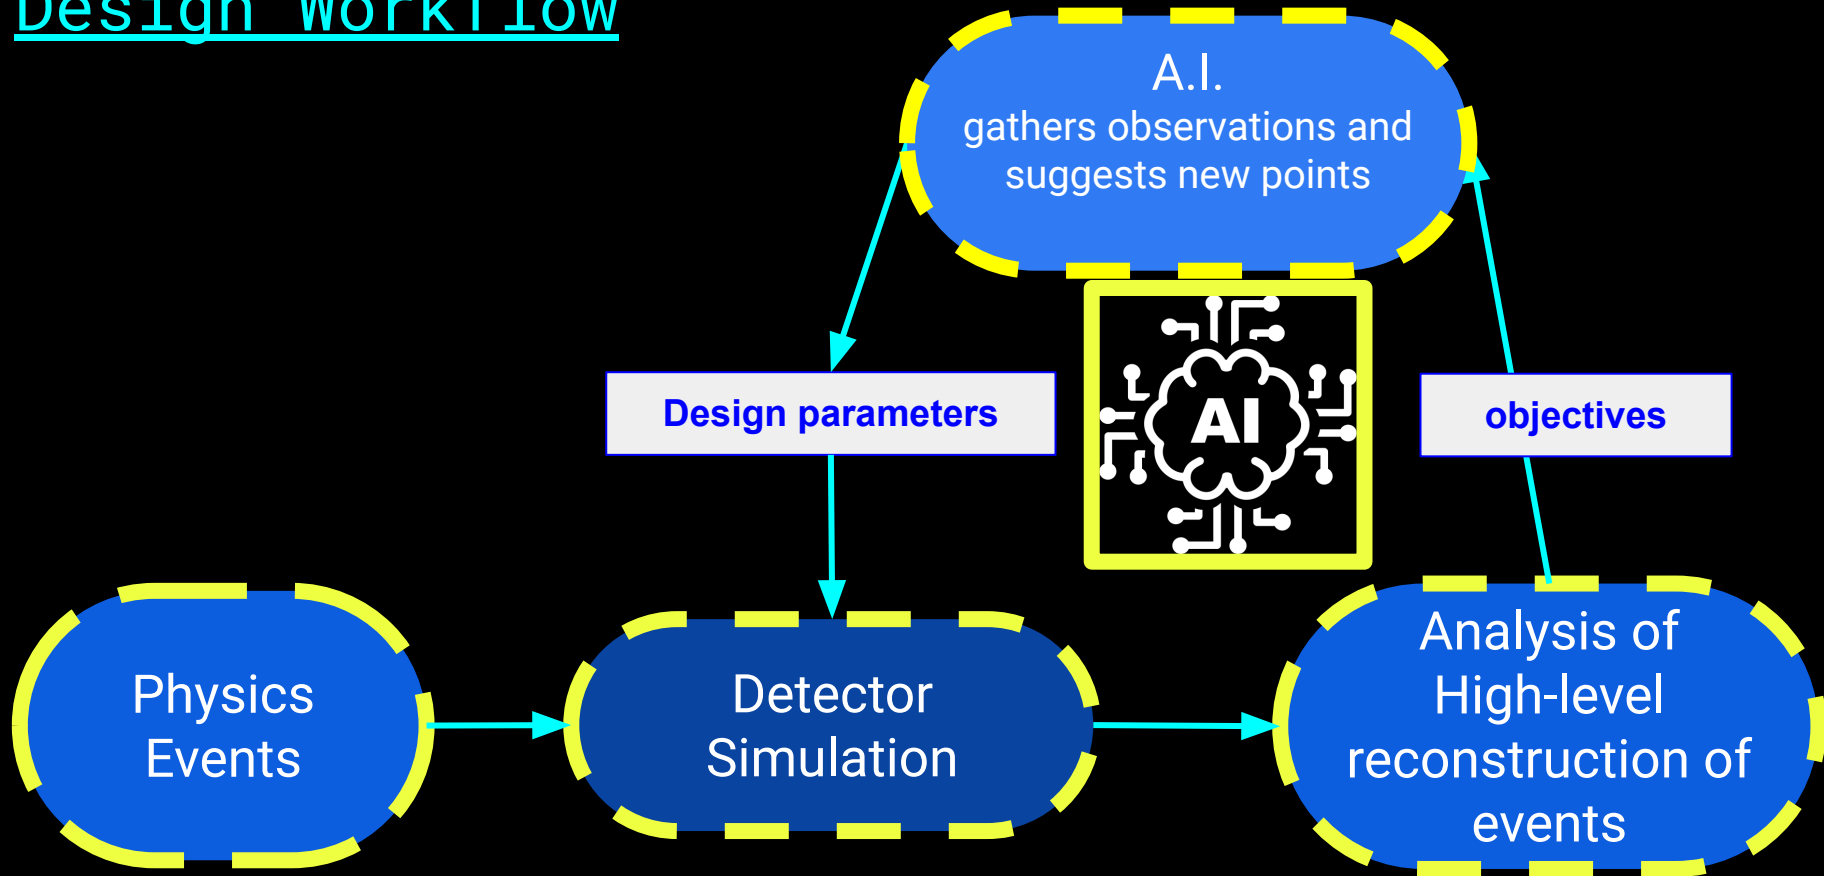 Design Workflow
A.I.
gathers observations and
suggests new points
Design parameters
AI
objectives
Physics
Events
Detector
Simulation
Analysis of
High-level
reconstruction of
events